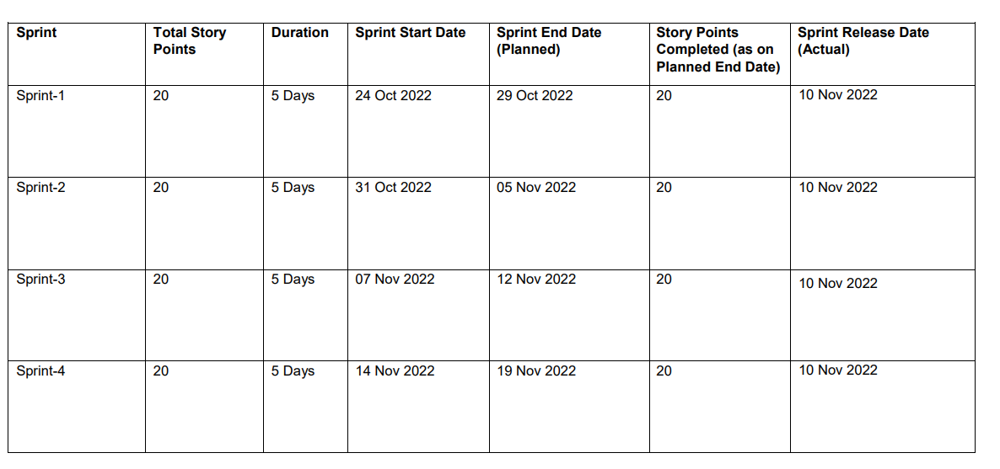 Sprint Total Story Points Duration Sprint Start Date Sprint End Date (Planned) Story Points Completed (as on Planned End Date) Sprint Release Date (Actual)
Sprint-1 20 5 Days 24 Oct 2022 29 Oct 2022 20 10 Nov 2022
Sprint-2 20 5 Days 31 Oct 2022 05 Nov 2022 20 10 Nov 2022
Sprint-3 20 5 Days 07 Nov 2022 12 Nov 2022 20 10 Nov 2022
Sprint-4 20 5 Days 14 Nov 2022 19 Nov 2022 20 10 Nov 2022